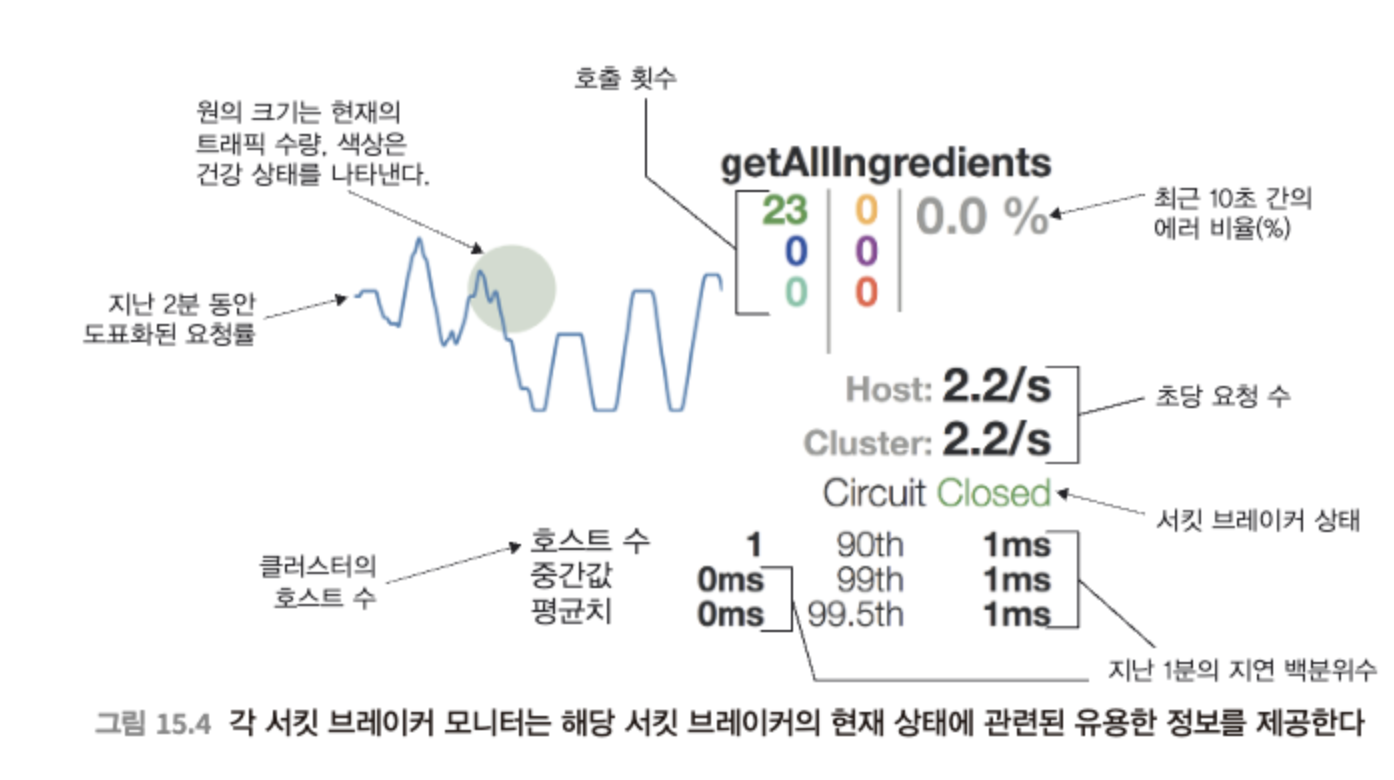 호출 횟수
원의 크기는 현재의
트래픽 수량, 색상은
건강 상태를 나타낸다.
getAllIngredients
23 0 0.0 %
0 0
0 0
최근 10초 간의
에러 비율(%)
지난 2분 동안
도표화된 요청률
Host: 2.2/s
Cluster: 2.2/s
초당 요청 수
Circuit Closed
서킷 브레이커 상태
클러스터의
호스트 수
호스트 수 1 90th 1ms
중간값 0ms 99th 1ms
평균치 0ms 99.5th 1ms
지난 1분의 지연 백분위수
그림 15.4 각 서킷 브레이커 모니터는 해당 서킷 브레이커의 현재 상태에 관련된 유용한 정보를 제공한다